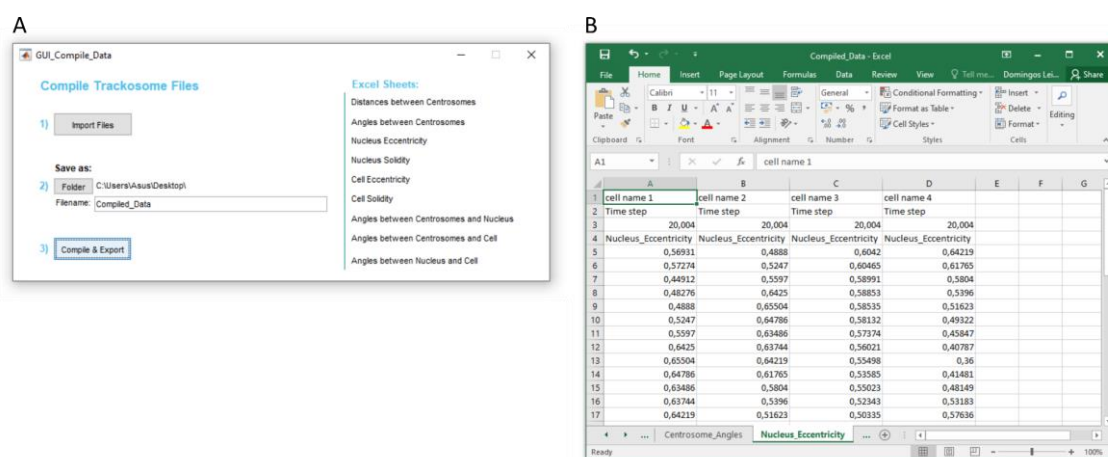 A
GUI_Compile_Data
Compile Trackosome Files
1) Import Files
Save as:
2) Folder C:\Users\Asus\Desktop\
Filename: Compiled_Data
3) Compile & Export
Excel Sheets:
Distances between Centrosomes
Angles between Centrosomes
Nucleus Eccentricity
Nucleus Solidity
Cell Eccentricity
Cell Solidity
Angles between Centrosomes and Nucleus
Angles between Centrosomes and Cell
Angles between Nucleus and Cell
B
Compiled_Data - Excel
File Home Insert Page Layout Formulas Data Review View Tell me... Domingos Lei... Share
Calibri 11 General Conditional Formatting Insert
B I U A % Format as Table Delete
Paste Cell Styles Format Editing
Clipboard Font Alignment Number Styles Cells
A1 fx cell name 1
A B C D E F G
1 cell name 1 cell name 2 cell name 3 cell name 4
2 Time step Time step Time step Time step
3 20,004 20,004 20,004 20,004
4 Nucleus_Eccentricity Nucleus_Eccentricity Nucleus_Eccentricity Nucleus_Eccentricity
5 0,56931 0,4888 0,6042 0,64219
6 0,57274 0,5247 0,60465 0,61765
7 0,44912 0,5597 0,58991 0,5804
8 0,48276 0,6425 0,58853 0,5396
9 0,4888 0,65504 0,58535 0,51623
10 0,5247 0,64786 0,58132 0,49322
11 0,5597 0,63486 0,57374 0,45847
12 0,6425 0,63744 0,56021 0,40787
13 0,65504 0,64219 0,55498 0,36
14 0,64786 0,61765 0,53585 0,41481
15 0,63486 0,5804 0,55023 0,48149
16 0,63744 0,5396 0,52343 0,53183
17 0,64219 0,51623 0,50335 0,57636
... Centrosome_Angles Nucleus_Eccentricity ...
Ready 100%